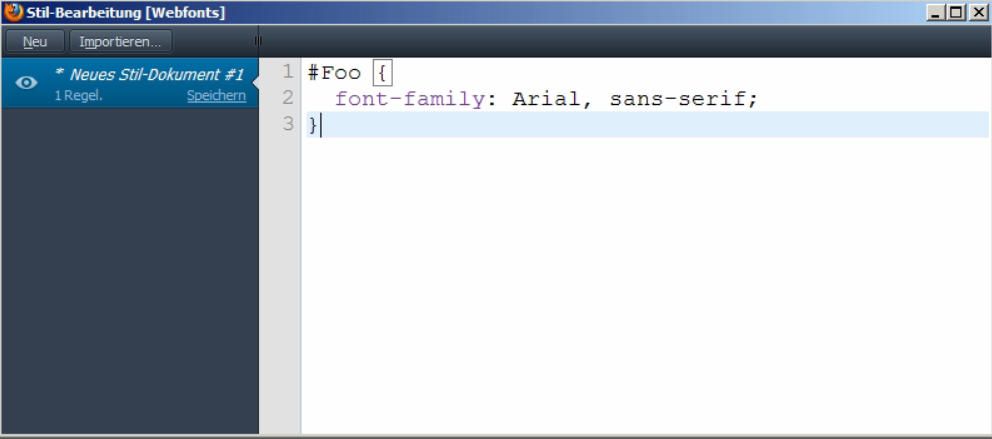 Stil-Bearbeitung [Webfonts]
Neu Importieren...
* Neues Stil-Dokument #1
1 Regel. Speichern
1 #Foo {
2 font-family: Arial, sans-serif;
3 }